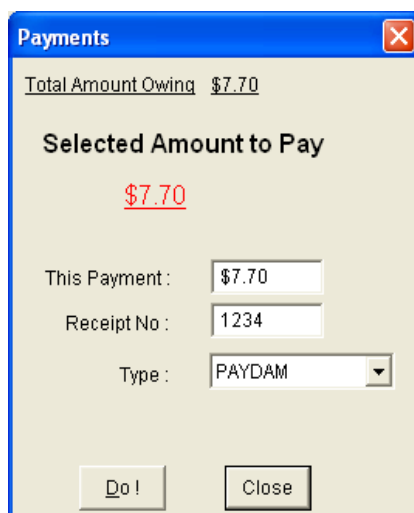 Payments
Total Amount Owing $7.70
Selected Amount to Pay
$7.70
This Payment : $7.70
Receipt No : 1234
Type : PAYDAM
Do !
Close